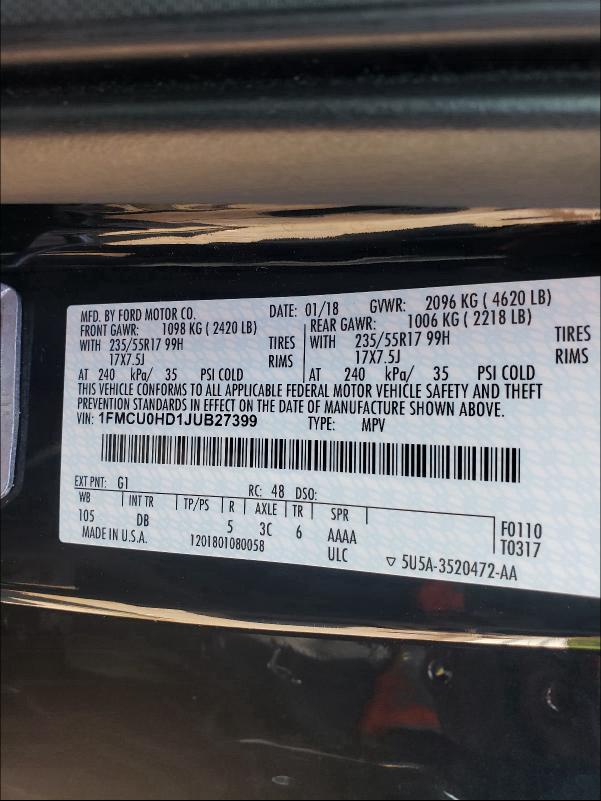 MFD. BY FORD MOTOR CO. DATE: 01/18 GVWR: 2096 KG ( 4620 LB)
FRONT GAWR: 1098 KG ( 2420 LB) REAR GAWR: 1006 KG ( 2218 LB)
WITH 235/55R17 99H TIRES WITH 235/55R17 99H TIRES
17X7.5J RIMS 17X7.5J RIMS
AT 240 kPa/ 35 PSI COLD AT 240 kPa/ 35 PSI COLD
THIS VEHICLE CONFORMS TO ALL APPLICABLE FEDERAL MOTOR VEHICLE SAFETY AND THEFT
PREVENTION STANDARDS IN EFFECT ON THE DATE OF MANUFACTURE SHOWN ABOVE.
VIN: 1FMCU0HD1JUB27399 TYPE: MPV
EXT PNT: G1 RC: 48 DSO:
WB INT TR TP/PS R AXLE TR SPR
105 DB 5 3C 6 AAAA F0110
MADE IN U.S.A. 1201801080058 ULC T0317
▽ 5U5A-3520472-AA